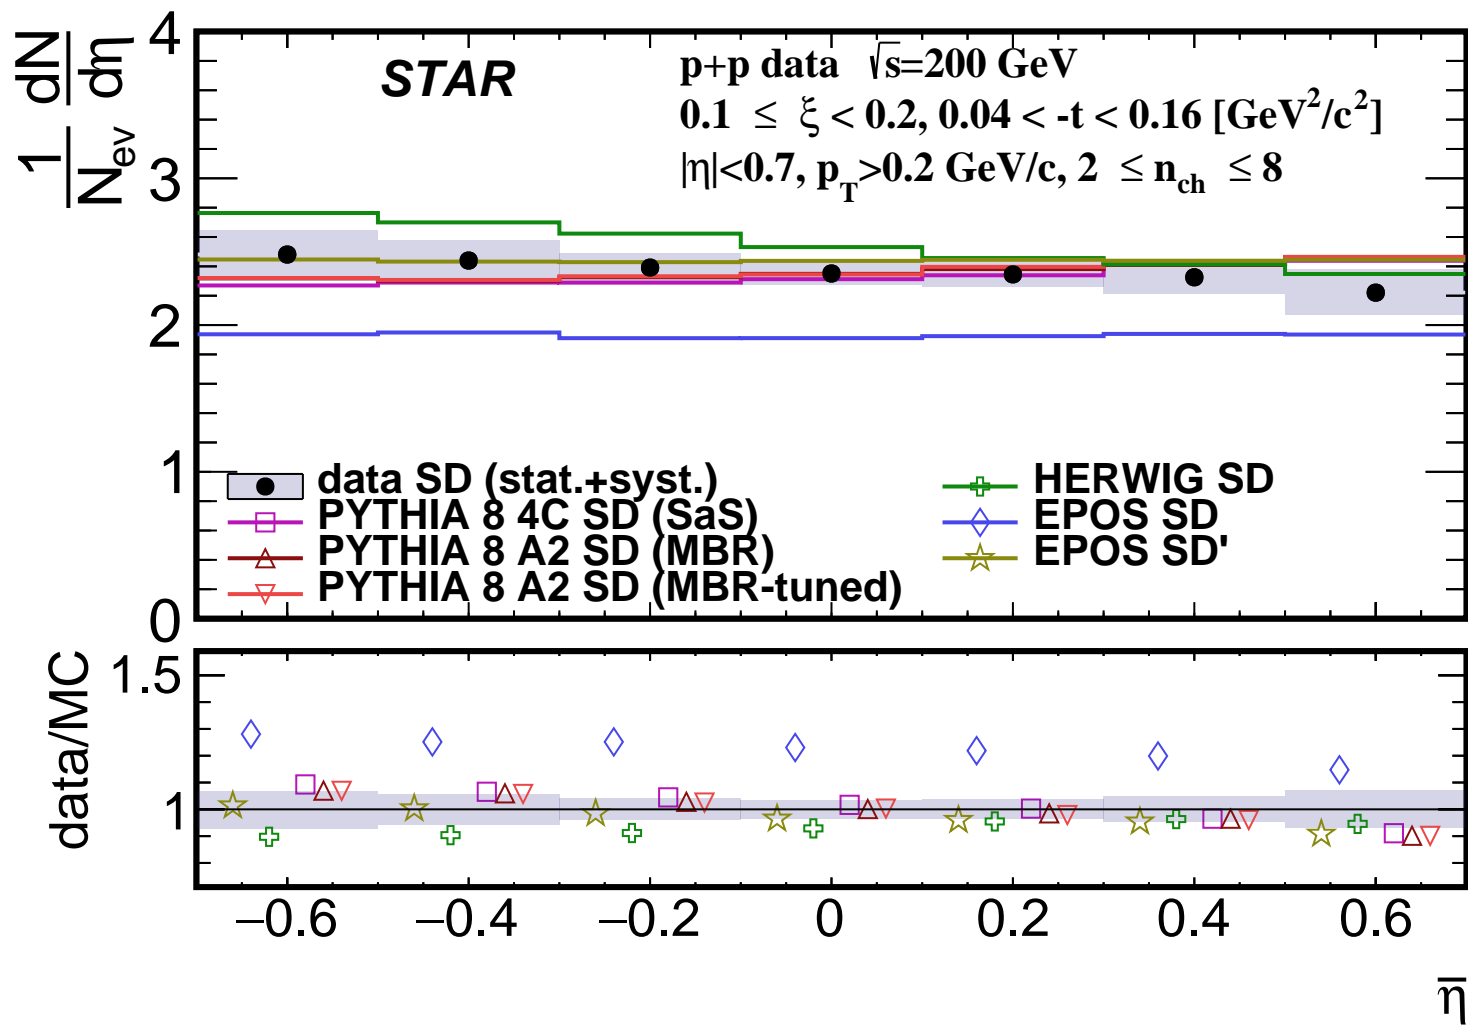 1/N_ev dN/dη
4
3
2
1
0
STAR
p+p data √s=200 GeV
0.1 ≤ ξ < 0.2, 0.04 < -t < 0.16 [GeV²/c²]
|η|<0.7, p_T>0.2 GeV/c, 2 ≤ n_ch ≤ 8
data SD (stat.+syst.)
PYTHIA 8 4C SD (SaS)
PYTHIA 8 A2 SD (MBR)
PYTHIA 8 A2 SD (MBR-tuned)
HERWIG SD
EPOS SD
EPOS SD'
data/MC
1.5
1
−0.6 −0.4 −0.2 0 0.2 0.4 0.6
η̅